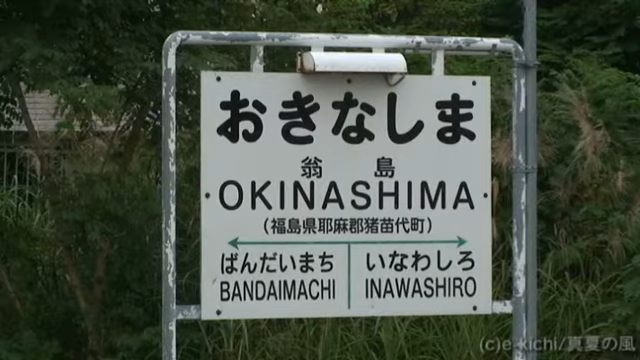 おきなしま
翁島
OKINASHIMA
(福島県耶麻郡猪苗代町)
ばんだいまち いなわしろ
BANDAIMACHI INAWASHIRO
(c)e-kichi/真夏の風